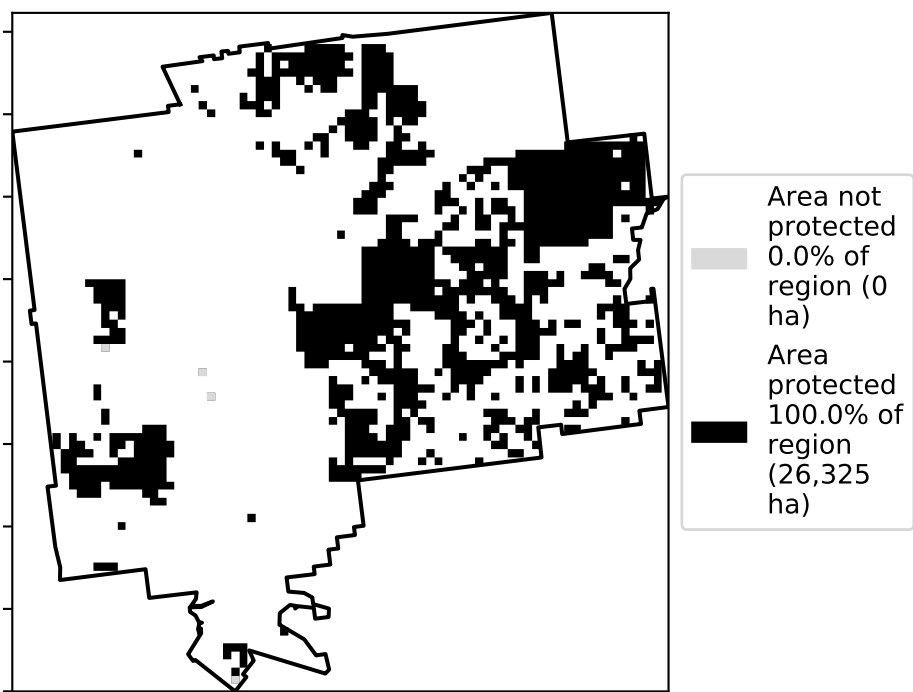 Area not
protected
0.0% of
region (0
ha)
Area
protected
100.0% of
region
(26,325
ha)